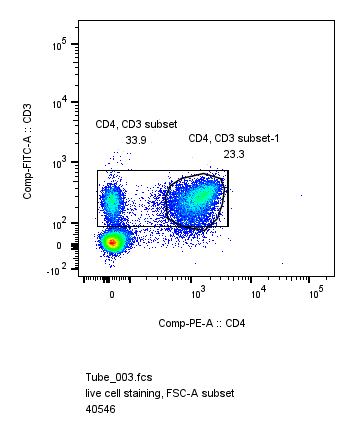 10^5
10^4
10^3
10^2
0
-10^2
Comp-FITC-A :: CD3
CD4, CD3 subset
33.9
CD4, CD3 subset-1
23.3
0
10^3
10^4
10^5
Comp-PE-A :: CD4
Tube_003.fcs
live cell staining, FSC-A subset
40546